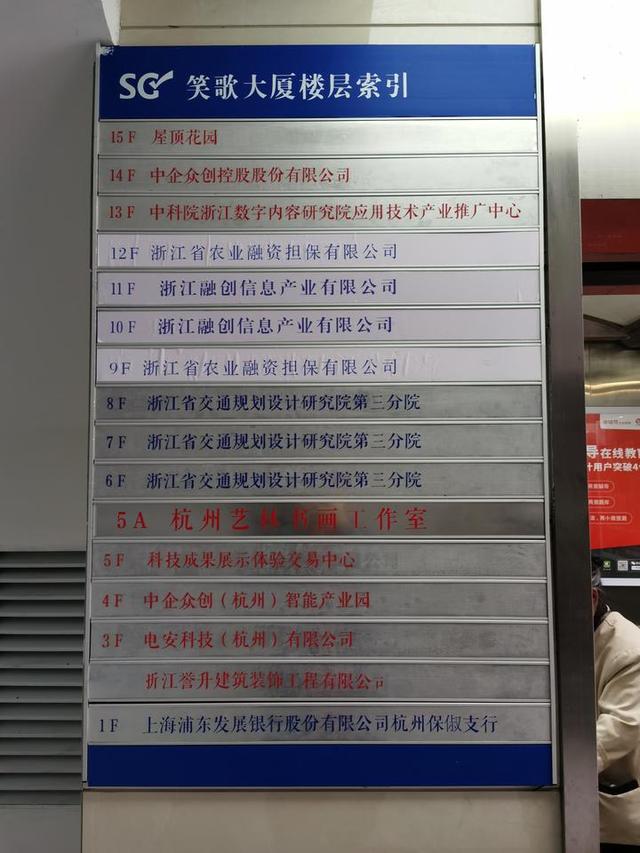 SG 笑歌大厦楼层索引
15F 屋顶花园
14F 中企众创控股股份有限公司
13F 中科院浙江数字内容研究院应用技术产业推广中心
12F 浙江省农业融资担保有限公司
11F 浙江融创信息产业有限公司
10F 浙江融创信息产业有限公司
9F 浙江省农业融资担保有限公司
8F 浙江省交通规划设计研究院第三分院
7F 浙江省交通规划设计研究院第三分院
6F 浙江省交通规划设计研究院第三分院
5A 杭州艺林书画工作室
5F 科技成果展示体验交易中心
4F 中企众创（杭州）智能产业园
3F 电安科技（杭州）有限公司
折江誉升建筑装饰工程有限公司
1F 上海浦东发展银行股份有限公司杭州保俶支行
导在线教育
用户突破4